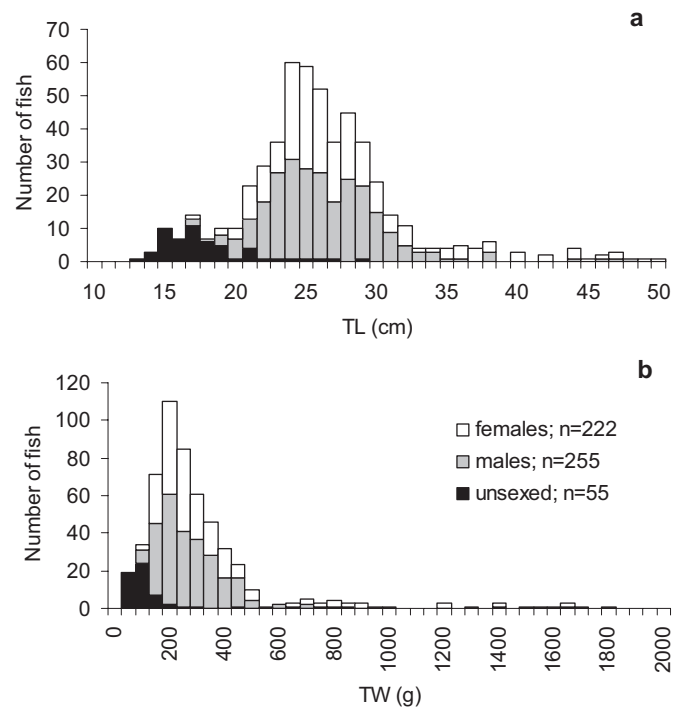 a
70
60
50
40
30
20
10
0
Number of fish
10 15 20 25 30 35 40 45 50
TL (cm)
b
120
100
80
60
40
20
0
Number of fish
females; n=222
males; n=255
unsexed; n=55
0 200 400 600 800 1000 1200 1400 1600 1800 2000
TW (g)